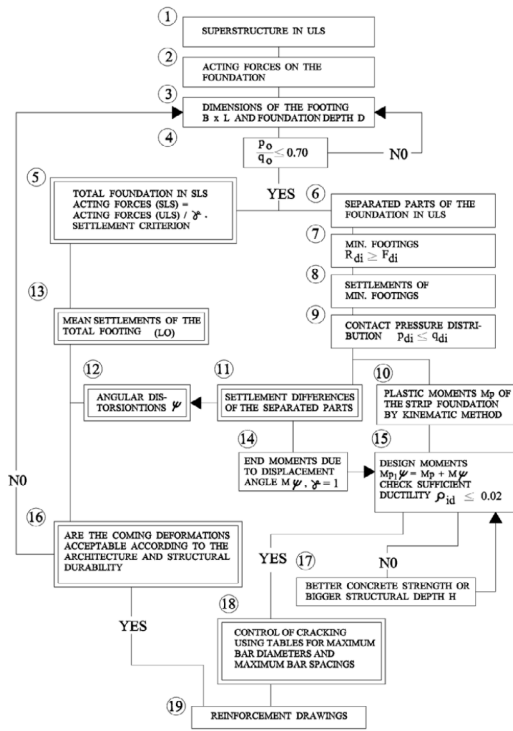 1
SUPERSTRUCTURE IN ULS
2
ACTING FORCES ON THE
FOUNDATION
3
DIMENSIONS OF THE FOOTING
B x L AND FOUNDATION DEPTH D
4
po/qo ≤ 0.70
N0
YES
5
TOTAL FOUNDATION IN SLS
ACTING FORCES (SLS) =
ACTING FORCES (ULS) / γ .
SETTLEMENT CRITERION
6
SEPARATED PARTS OF THE
FOUNDATION IN ULS
7
MIN. FOOTINGS
Rdi ≥ Fdi
8
SETTLEMENTS OF
MIN. FOOTINGS
9
CONTACT PRESSURE DISTRI-
BUTION pdi ≤ qdi
13
MEAN SETTLEMENTS OF THE
TOTAL FOOTING (LO)
12
ANGULAR DIS-
TORSIONTIONS ψ
11
SETTLEMENT DIFFERENCES
OF THE SEPARATED PARTS
10
PLASTIC MOMENTS Mp OF
THE STRIP FOUNDATION
BY KINEMATIC METHOD
14
END MOMENTS DUE
TO DISPLACEMENT
ANGLE Mψ, γ = 1
15
DESIGN MOMENTS
Mp,ψ = Mp + Mψ
CHECK SUFFICIENT
DUCTILITY ρid ≤ 0.02
N0
16
ARE THE COMING DEFORMATIONS
ACCEPTABLE ACCORDING TO THE
ARCHITECTURE AND STRUCTURAL
DURABILITY
YES
17
N0
BETTER CONCRETE STRENGTH OR
BIGGER STRUCTURAL DEPTH H
18
CONTROL OF CRACKING
USING TABLES FOR MAXIMUM
BAR DIAMETERS AND
MAXIMUM BAR SPACINGS
YES
19
REINFORCEMENT DRAWINGS